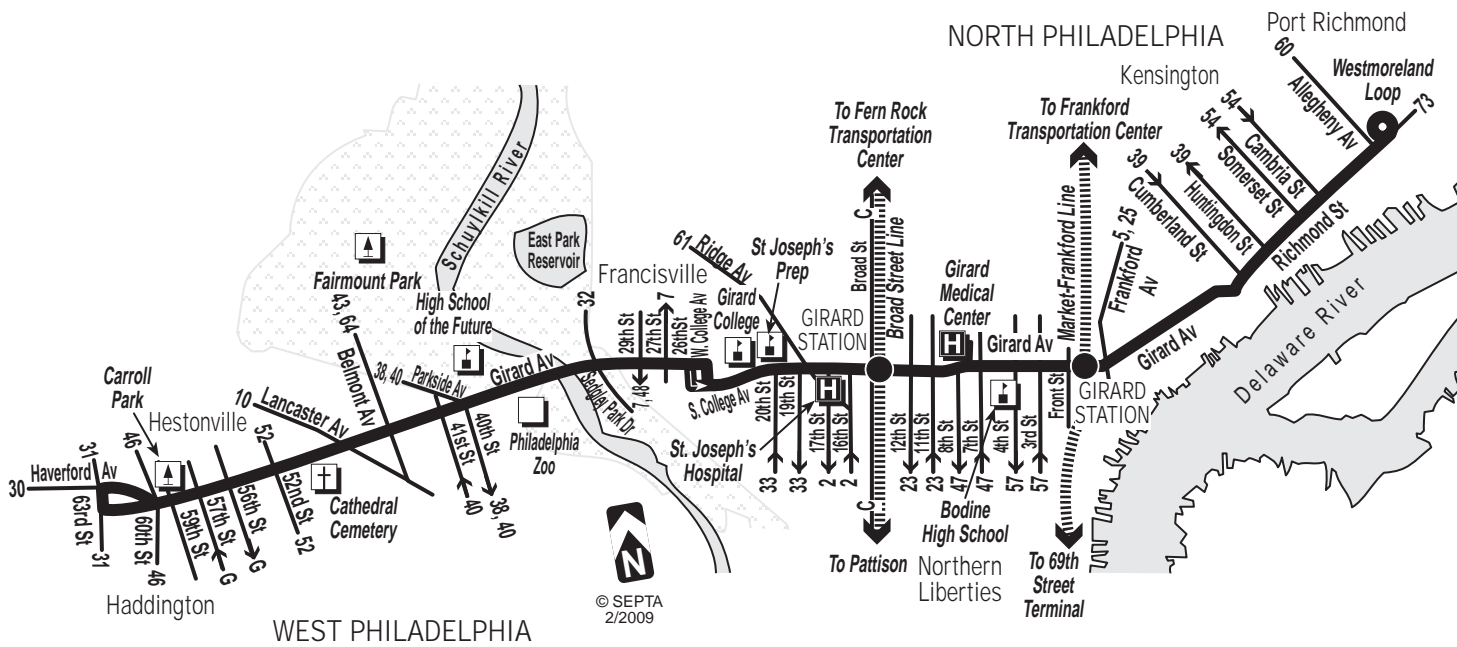 NORTH PHILADELPHIA
Port Richmond
Kensington
60
Allegheny Av
Westmoreland
Loop
73
54
Cambria St
54
Somerset St
39
Huntingdon St
39
Cumberland St
Richmond St
To Frankford
Transportation Center
To Fern Rock
Transportation
Center
C
Broad St
Broad Street Line
Market-Frankford Line
5, 25
Frankford
Av
Girard Av
Delaware River
Schuylkill River
East Park
Reservoir
Fairmount Park
High School
of the Future
43, 64
Belmont Av
38, 40
Parkside Av
Girard Av
32
Sedgley Park Dr
Francisville
29th St
7, 48
27th St
7
26thSt
W. College Av
S. College Av
61
Ridge Av
Girard
College
St Joseph's
Prep
GIRARD
STATION
Girard
Medical
Center
H
Girard Av
GIRARD
STATION
Front St
20th St
33
19th St
33
17th St
2
16th St
2
H
St. Joseph's
Hospital
12th St
23
11th St
23
8th St
47
7th St
47
4th St
57
3rd St
57
Bodine
High School
Northern
Liberties
C
To Pattison
To 69th
Street
Terminal
Carroll
Park
Hestonville
10
Lancaster Av
31
Haverford Av
30
63rd St
31
46
60th St
46
59th St
57th St
G
56th St
G
52
52nd St.
52
Cathedral
Cemetery
41st St
40
40th St
38, 40
Philadelphia
Zoo
Haddington
WEST PHILADELPHIA
N
© SEPTA
2/2009